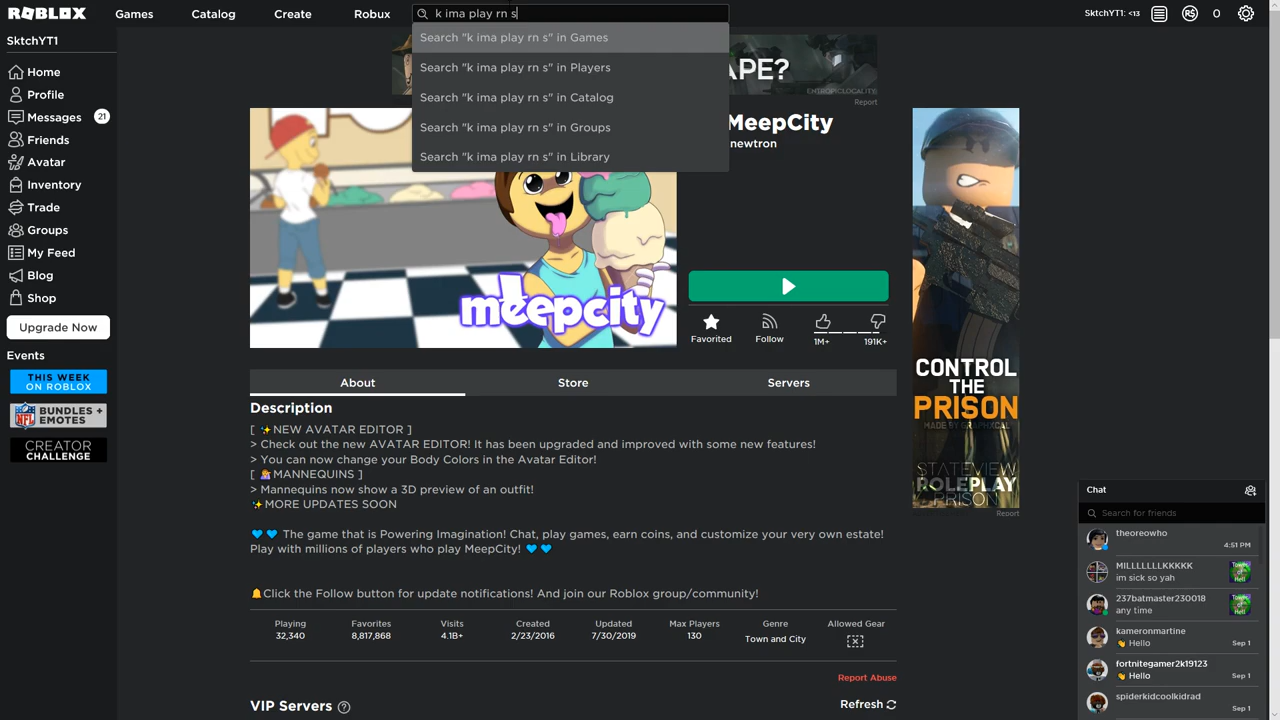 ROBLOX
Games
Catalog
Create
Robux
k ima play rn s
SktchYT1: <13
0
Search "k ima play rn s" in Games
Search "k ima play rn s" in Players
Search "k ima play rn s" in Catalog
Search "k ima play rn s" in Groups
Search "k ima play rn s" in Library
SktchYT1
Home
Profile
Messages
21
Friends
Avatar
Inventory
Trade
Groups
My Feed
Blog
Shop
Upgrade Now
Events
THIS WEEK
ON ROBLOX
NFL
BUNDLES +
EMOTES
CREATOR
CHALLENGE
APE?
ENTROPICLOCALITY
Report
MeepCity
newtron
meepcity
Favorited
Follow
1M+
191K+
About
Store
Servers
Description
[ ✨NEW AVATAR EDITOR ]
> Check out the new AVATAR EDITOR! It has been upgraded and improved with some new features!
> You can now change your Body Colors in the Avatar Editor!
[ MANNEQUINS ]
> Mannequins now show a 3D preview of an outfit!
✨MORE UPDATES SOON
💙 💙 The game that is Powering Imagination! Chat, play games, earn coins, and customize your very own estate!
Play with millions of players who play MeepCity! 💙 💙
🔔Click the Follow button for update notifications! And join our Roblox group/community!
Playing
Favorites
Visits
Created
Updated
Max Players
Genre
Allowed Gear
32,340
8,817,868
4.1B+
2/23/2016
7/30/2019
130
Town and City
Report Abuse
VIP Servers
Refresh
CONTROL
THE
PRISON
MADE BY GRAPHXCAL
STATEVIEW
ROLEPLAY
PRISON
Report
Chat
Search for friends
theoreowho
4:51 PM
MILLLLLLLKKKKK
im sick so yah
237batmaster230018
any time
kameronmartine
👋 Hello
Sep 1
fortnitegamer2k19123
👋 Hello
Sep 1
spiderkidcoolkidrad
Sep 1